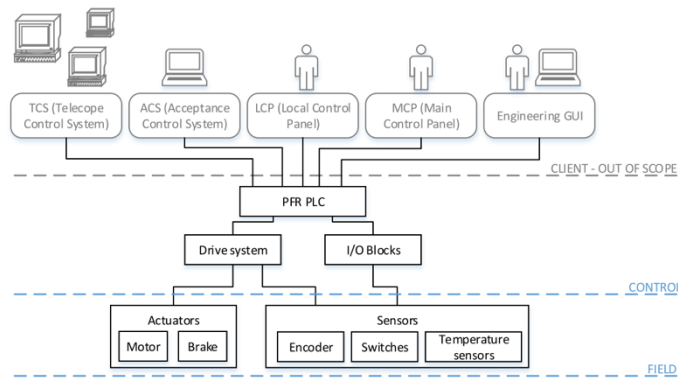 TCS (Telecope
Control System)
ACS (Acceptance
Control System)
LCP (Local Control
Panel)
MCP (Main
Control Panel)
Engineering GUI
CLIENT - OUT OF SCOPE
PFR PLC
Drive system
I/O Blocks
CONTRO
Actuators
Motor
Brake
Sensors
Encoder
Switches
Temperature
sensors
FIELD